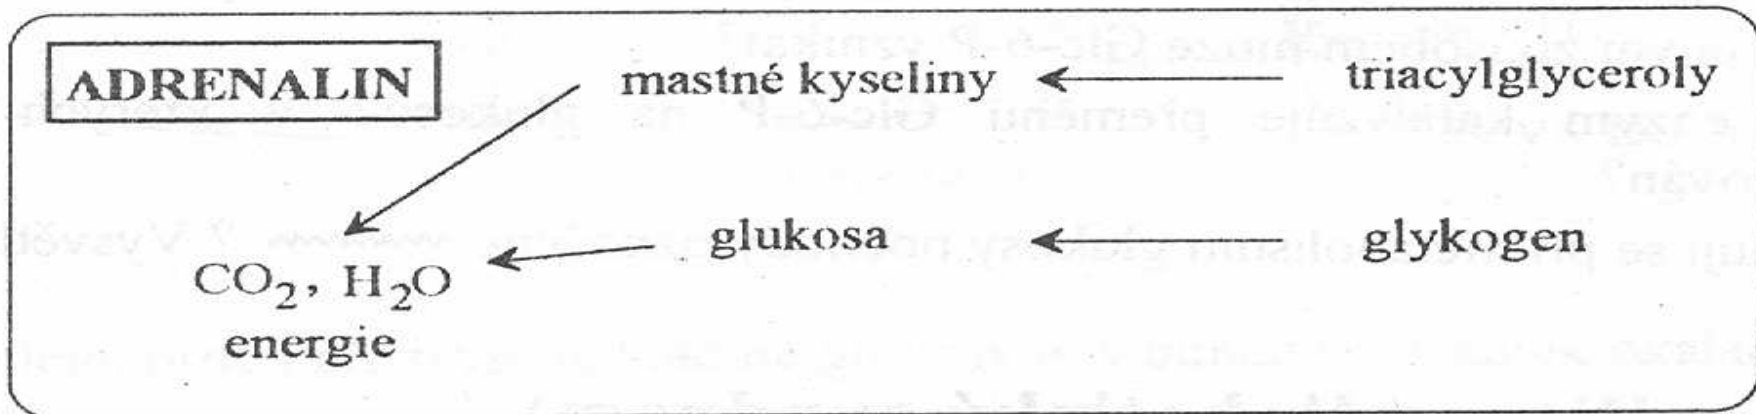 ADRENALIN mastné kyseliny triacylglyceroly
glukosa glykogen
CO₂, H₂O
energie